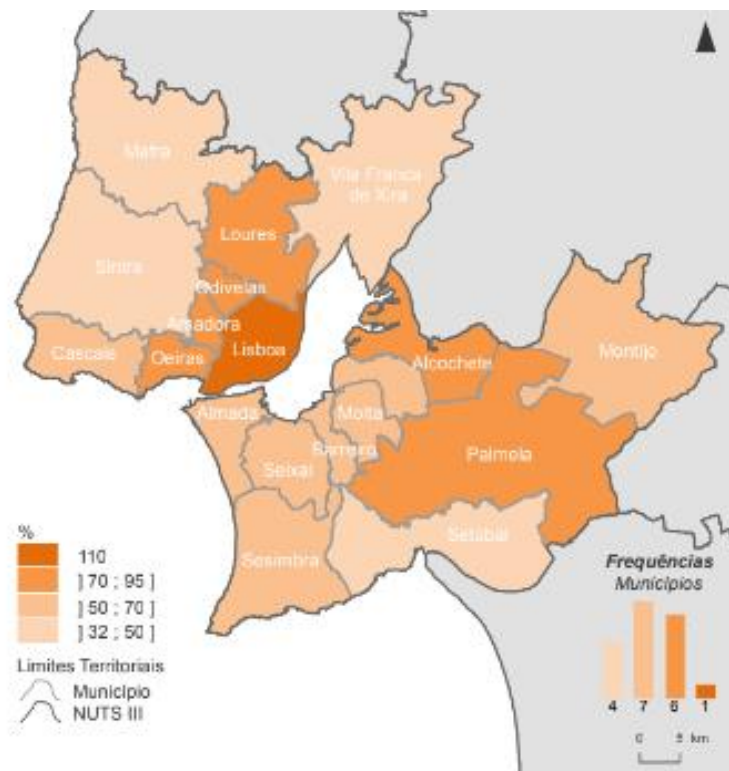 Mafra
Vila Franca
de Xira
Loures
Sintra
Odivelas
Amadora
Cascais
Oeiras
Lisboa
Alcochete
Montijo
Almada
Moita
Barreiro
Seixal
Palmela
Sesimbra
Setúbal
%
110
] 70 ; 95 ]
] 50 ; 70 ]
] 32 ; 50 ]
Limites Territoriais
Município
NUTS III
Frequências
Municípios
4 7 6 1
0 5 km